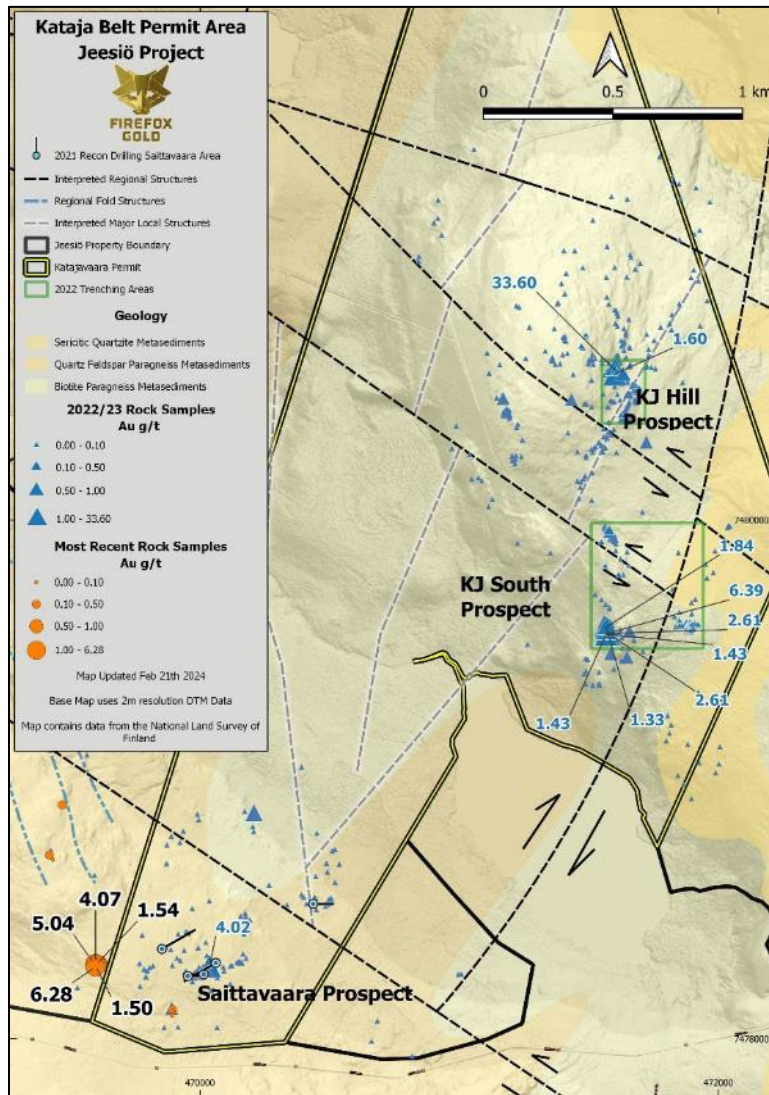 Kataja Belt Permit Area
Jeesiö Project
FIREFOX
GOLD
2021 Recon Drilling Saittavaara Area
Interpreted Regional Structures
Regional Fold Structures
Interpreted Major Local Structures
Jeesiö Property Boundary
Katajavaara Permit
2022 Trenching Areas
Geology
Sericitic Quartzite Metasediments
Quartz Feldspar Paragneiss Metasediments
Biotite Paragneiss Metasediments
2022/23 Rock Samples
Au g/t
0.00 - 0.10
0.10 - 0.50
0.50 - 1.00
1.00 - 33.60
Most Recent Rock Samples
Au g/t
0.00 - 0.10
0.10 - 0.50
0.50 - 1.00
1.00 - 6.28
Map Updated Feb 21th 2024
Base Map uses 2m resolution DTM Data
Map contains data from the National Land Survey of
Finland
0 0.5 1 km
33.60
1.60
KJ Hill
Prospect
7480000
1.84
KJ South
Prospect
6.39
2.61
1.43
2.61
1.43
1.33
4.07
5.04
1.54
4.02
6.28
1.50
Saittavaara Prospect
7478000
470000
472000